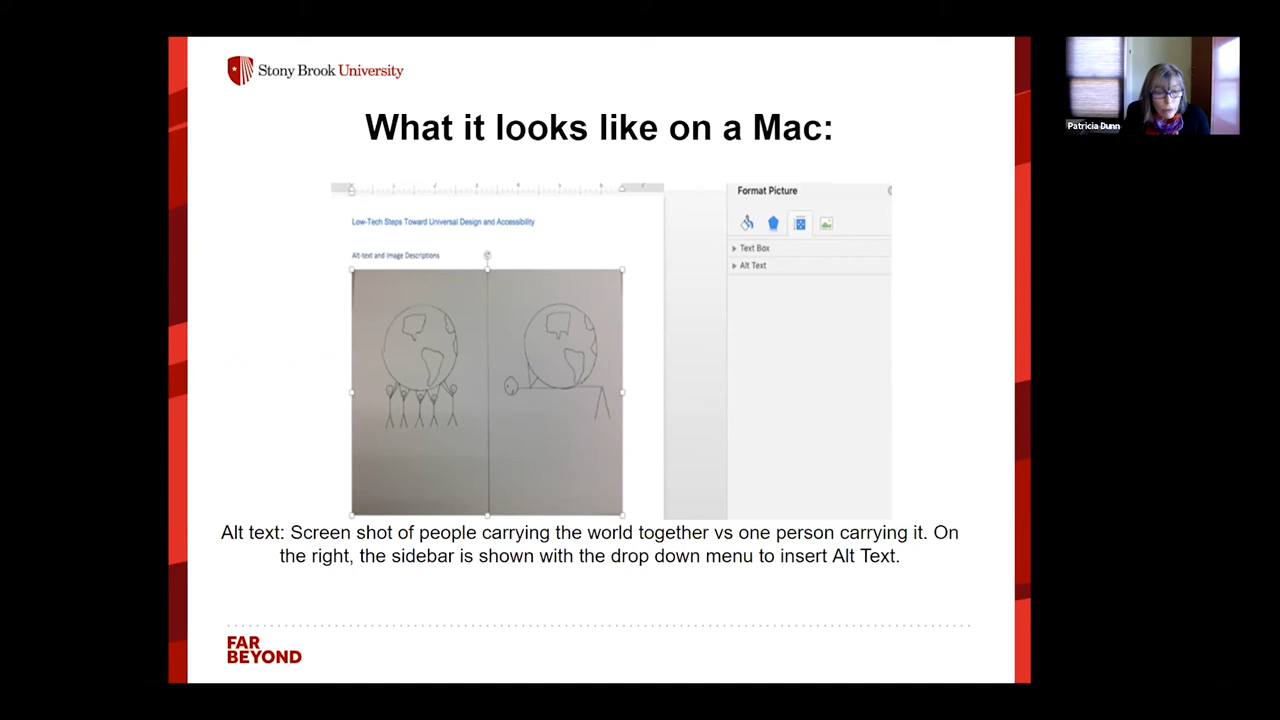 Stony Brook University
What it looks like on a Mac:
Low-Tech Steps Toward Universal Design and Accessibility
Alt-text and Image Descriptions
Format Picture
Text Box
Alt Text
Alt text: Screen shot of people carrying the world together vs one person carrying it. On
the right, the sidebar is shown with the drop down menu to insert Alt Text.
FAR
BEYOND
Patricia Dunn